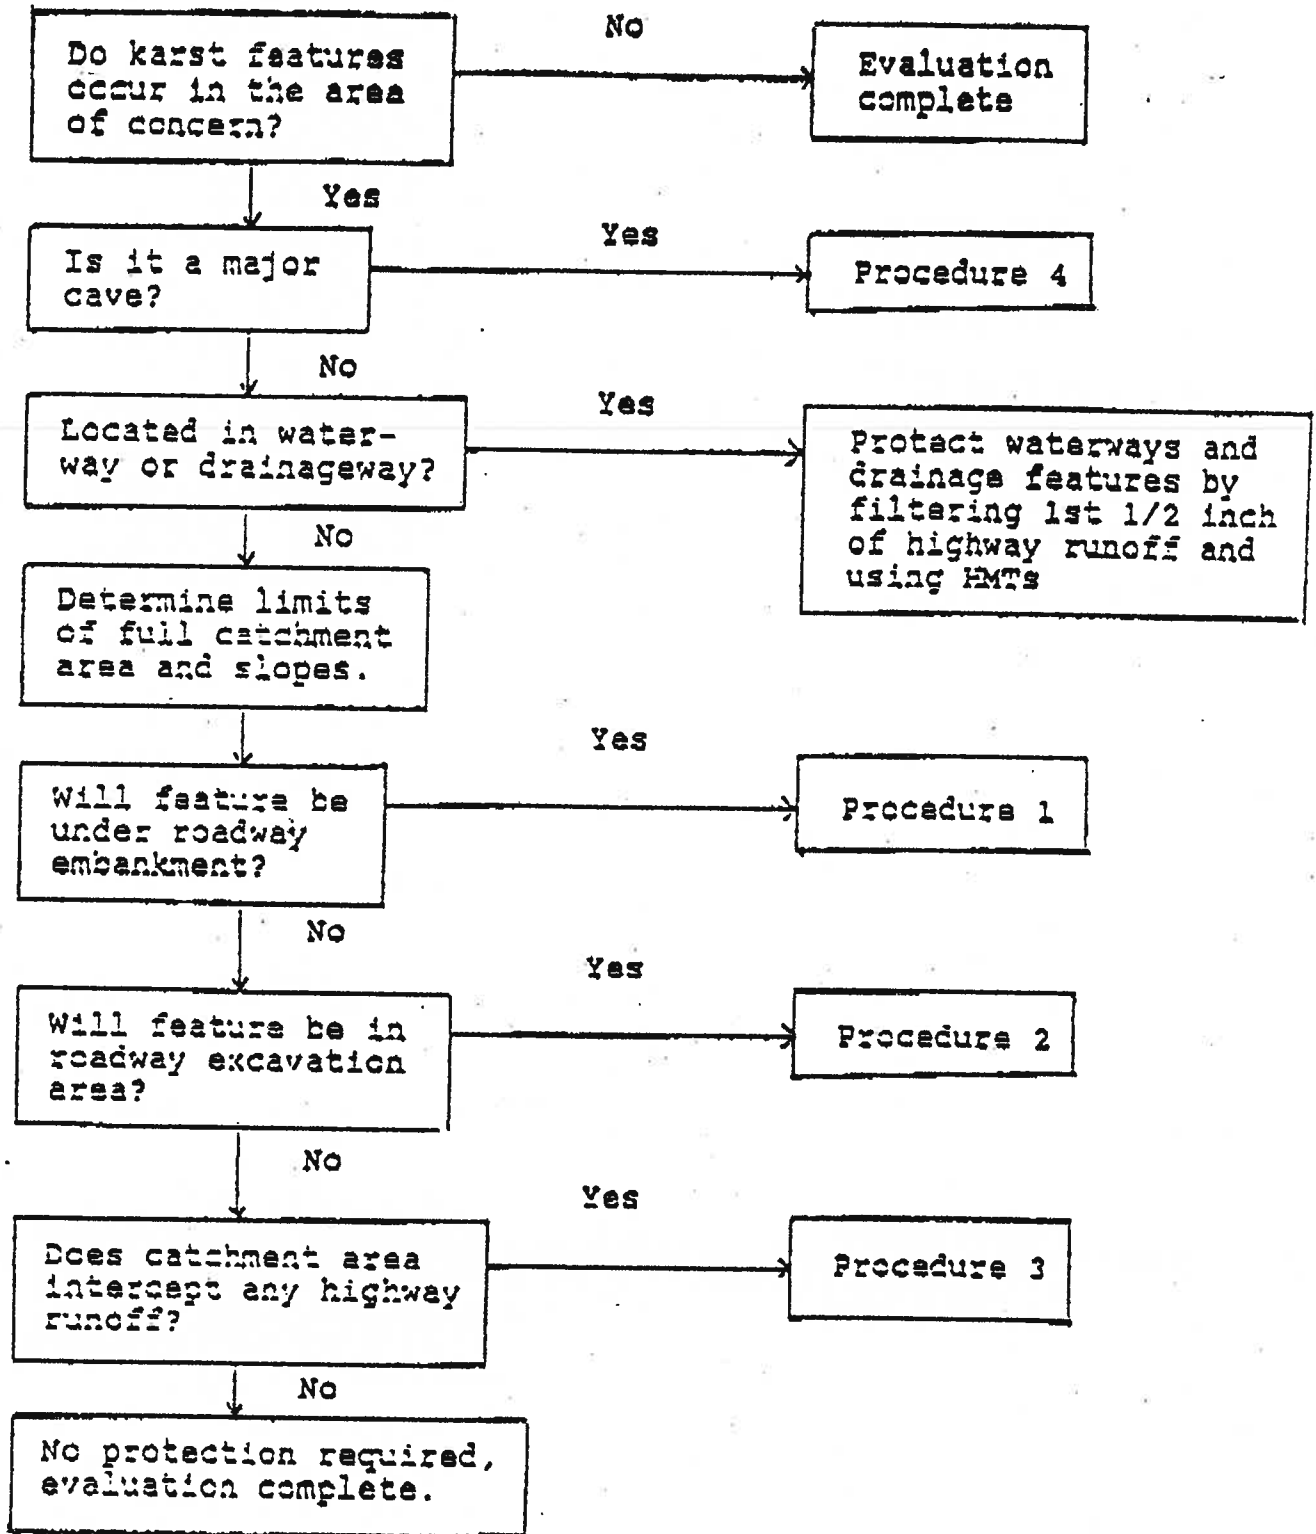 Do karst features
occur in the area
of concern?
No
Evaluation
complete
Yes
Is it a major
cave?
Yes
Procedure 4
No
Located in water-
way or drainageway?
Yes
Protect waterways and
drainage features by
filtering 1st 1/2 inch
of highway runoff and
using HMTs
No
Determine limits
of full catchment
area and slopes.
Will feature be
under roadway
embankment?
Yes
Procedure 1
No
Will feature be in
roadway excavation
area?
Yes
Procedure 2
No
Does catchment area
intercept any highway
runoff?
Yes
Procedure 3
No
No protection required,
evaluation complete.